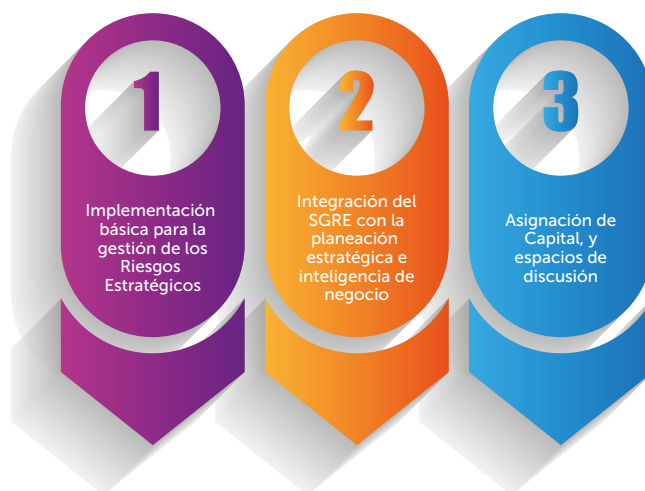 1
Implementación
básica para la
gestión de los
Riesgos
Estratégicos
2
Integración del
SGRE con la
planeación
estratégica e
inteligencia de
negocio
3
Asignación de
Capital, y
espacios de
discusión